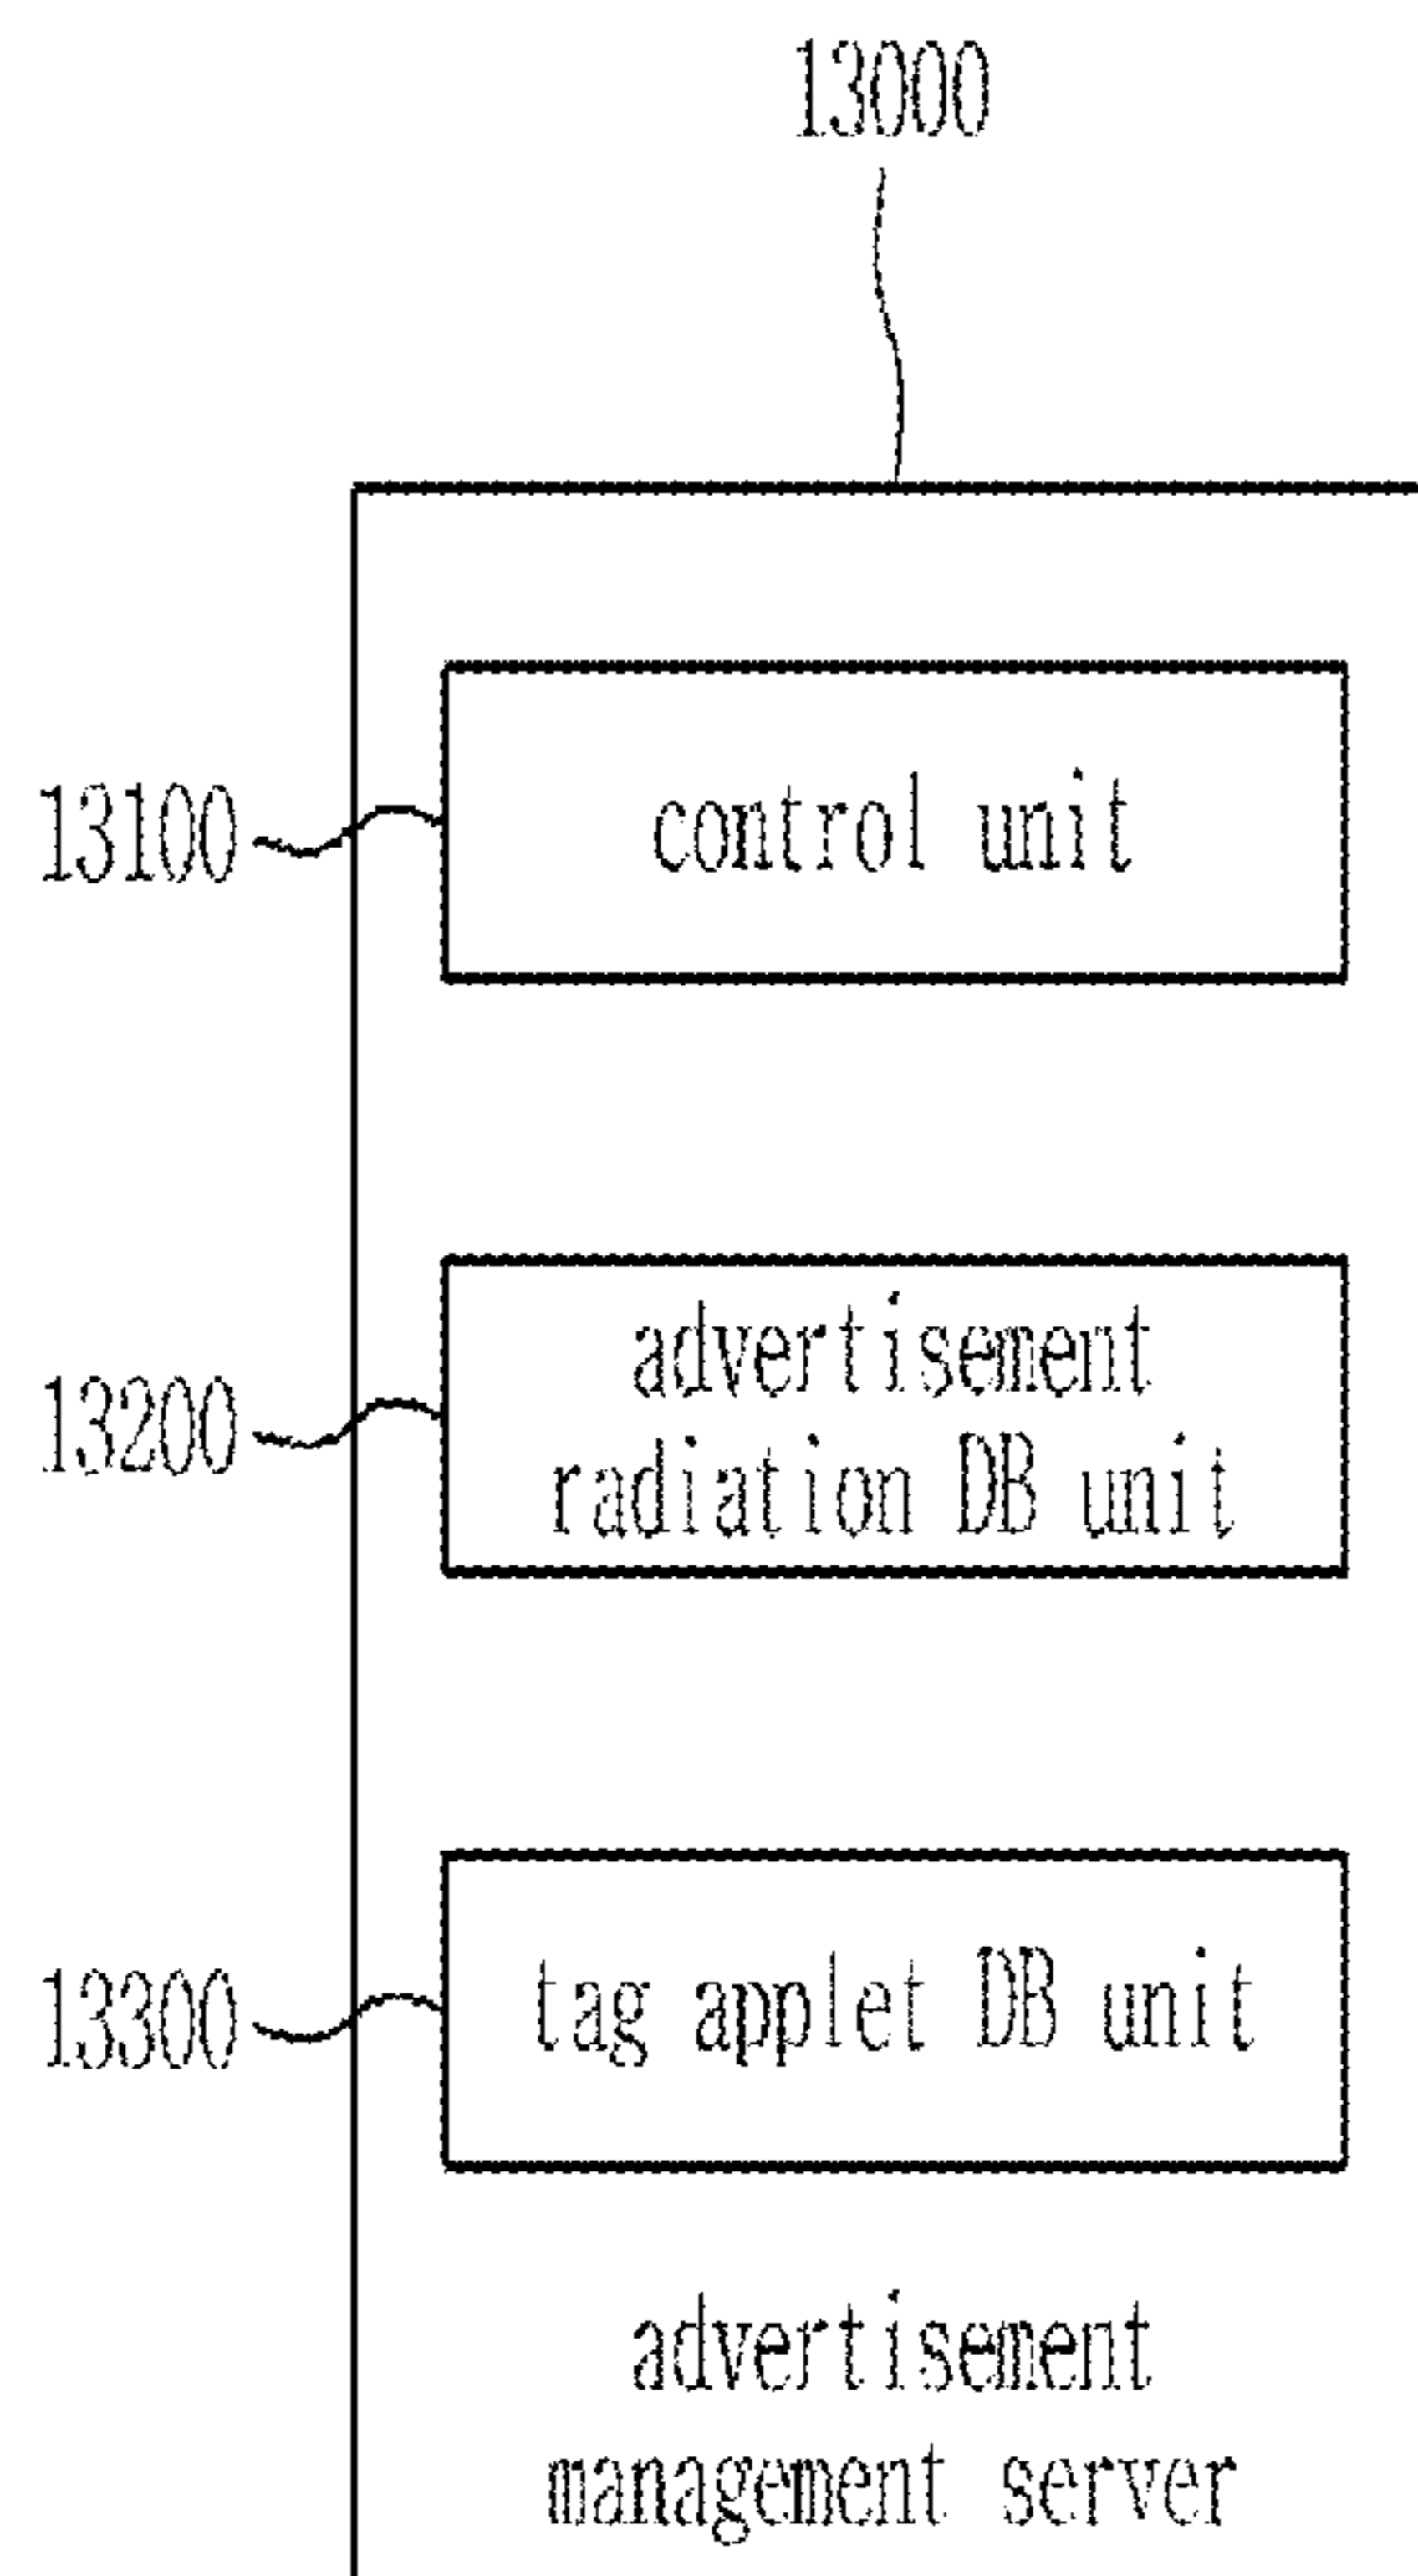 13000
13100
control unit
13200
advertisement
radiation DB unit
13300
tag applet DB unit
advertisement
management server